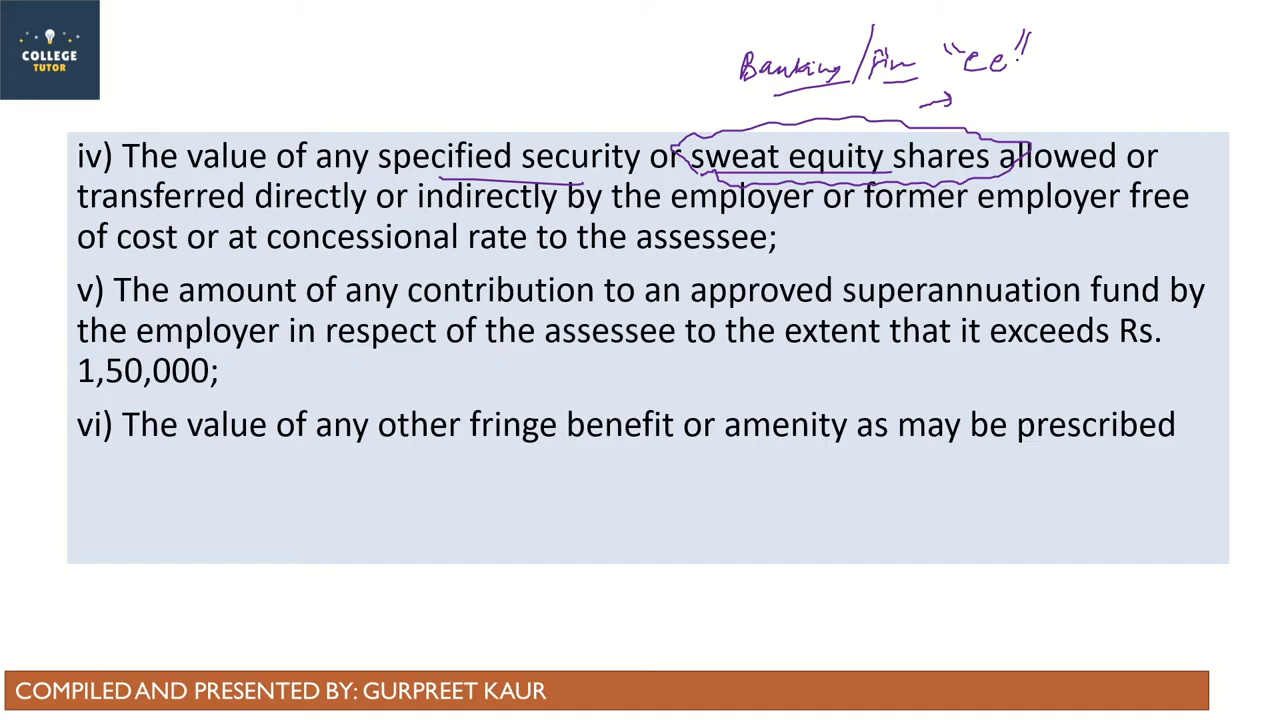 COLLEGE
TUTOR
Banking/Fin "ee"
iv) The value of any specified security or sweat equity shares allowed or
transferred directly or indirectly by the employer or former employer free
of cost or at concessional rate to the assessee;
v) The amount of any contribution to an approved superannuation fund by
the employer in respect of the assessee to the extent that it exceeds Rs.
1,50,000;
vi) The value of any other fringe benefit or amenity as may be prescribed
COMPILED AND PRESENTED BY: GURPREET KAUR